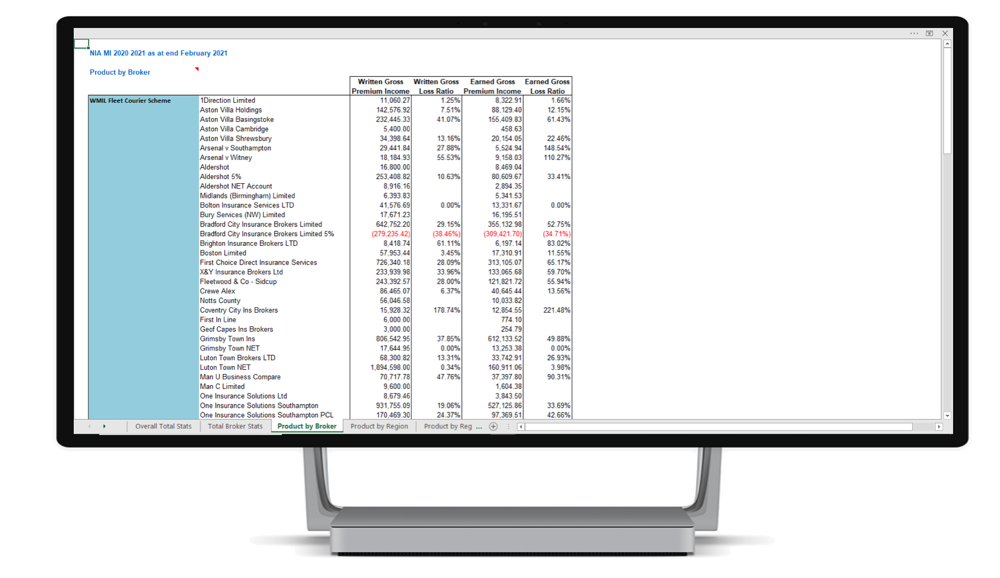 NIA MI 2020 2021 as at end February 2021
Product by Broker
Written Gross Written Gross Earned Gross Earned Gross
Premium Income Loss Ratio Premium Income Loss Ratio
WMIL Fleet Courier Scheme 1Direction Limited 11,060.27 1.25% 8,322.91 1.66%
Aston Villa Holdings 142,576.92 7.51% 88,129.40 12.15%
Aston Villa Basingstoke 232,445.33 41.07% 155,409.83 61.43%
Aston Villa Cambridge 5,400.00 458.63
Aston Villa Shrewsbury 34,398.64 13.16% 20,154.05 22.46%
Arsenal v Southampton 29,441.84 27.88% 5,524.94 148.54%
Arsenal v Witney 18,184.93 55.53% 9,158.03 110.27%
Aldershot 16,800.00 8,469.04
Aldershot 5% 253,408.82 10.63% 80,609.67 33.41%
Aldershot NET Account 8,916.16 2,894.35
Midlands (Birmingham) Limited 6,393.83 5,341.53
Bolton Insurance Services LTD 41,576.69 0.00% 13,331.67 0.00%
Bury Services (NW) Limited 17,671.23 16,195.51
Bradford City Insurance Brokers Limited 642,752.20 29.15% 355,132.98 52.75%
Bradford City Insurance Brokers Limited 5% (279,235.42) (38.46%) (309,421.70) (34.71%)
Brighton Insurance Brokers LTD 8,418.74 61.11% 6,197.14 83.02%
Boston Limited 57,953.44 3.45% 17,310.91 11.55%
First Choice Direct Insurance Services 726,340.18 28.09% 313,105.07 65.17%
X&Y Insurance Brokers Ltd 233,939.98 33.96% 133,065.68 59.70%
Fleetwood & Co - Sidcup 243,392.57 28.00% 121,821.72 55.94%
Crewe Alex 86,465.07 6.37% 40,645.44 13.56%
Notts County 56,046.58 10,033.82
Coventry City Ins Brokers 15,928.32 178.74% 12,854.55 221.48%
First In Line 6,000.00 774.10
Geof Capes Ins Brokers 3,000.00 254.79
Grimsby Town Ins 806,542.95 37.85% 612,133.52 49.88%
Grimsby Town NET 17,644.95 0.00% 13,253.38 0.00%
Luton Town Brokers LTD 68,300.82 13.31% 33,742.91 26.93%
Luton Town NET 1,894,598.00 0.34% 160,911.06 3.98%
Man U Business Compare 70,717.78 47.76% 37,397.80 90.31%
Man C Limited 9,600.00 1,604.38
One Insurance Solutions Ltd 8,679.46 3,843.50
One Insurance Solutions Southampton 931,755.09 19.06% 527,125.86 33.69%
One Insurance Solutions Southampton PCL 170,469.30 24.37% 97,369.51 42.66%
Overall Total Stats Total Broker Stats Product by Broker Product by Region Product by Reg ...